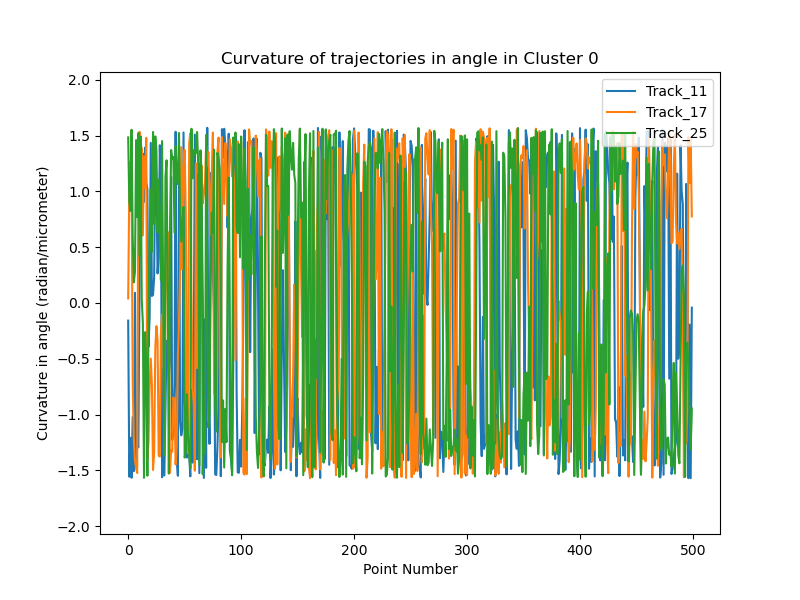 Curvature of trajectories in angle in Cluster 0
2.0
1.5
1.0
0.5
0.0
−0.5
−1.0
−1.5
−2.0
Curvature in angle (radian/micrometer)
Track_11
Track_17
Track_25
0 100 200 300 400 500
Point Number